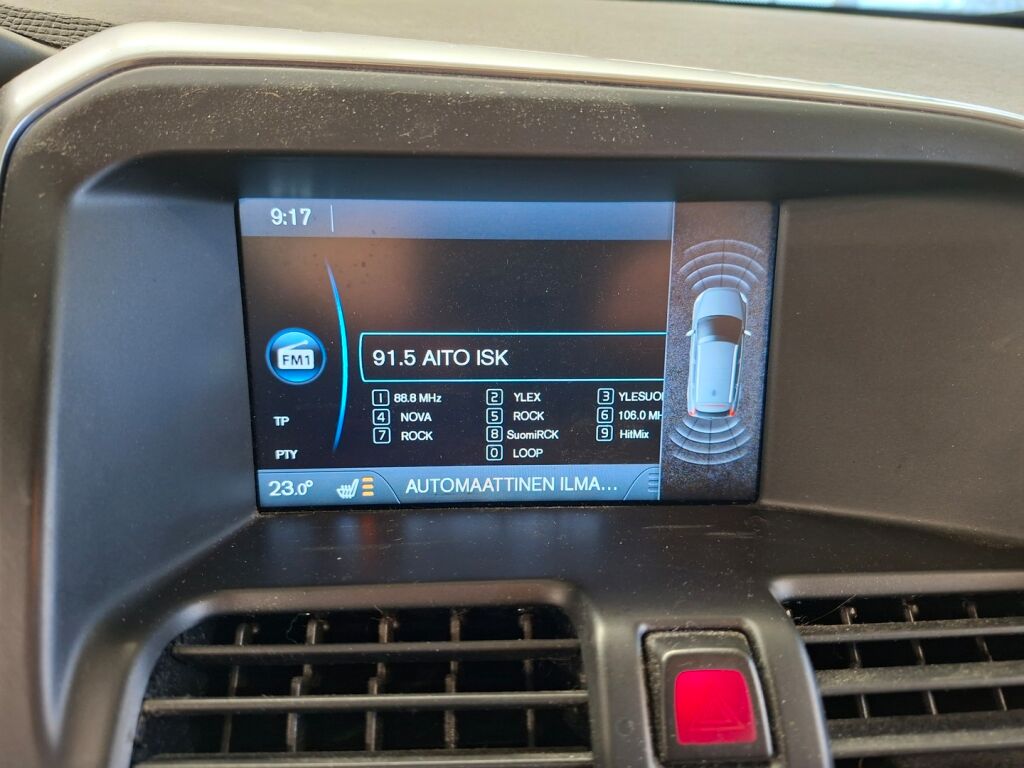 9:17
FM1
91.5 AITO ISK
1 88.8 MHz 2 YLEX 3 YLESUO
4 NOVA 5 ROCK 6 106.0 MH
7 ROCK 8 SuomiRCK 9 HitMix
0 LOOP
TP
PTY
23.0° AUTOMAATTINEN ILMA...